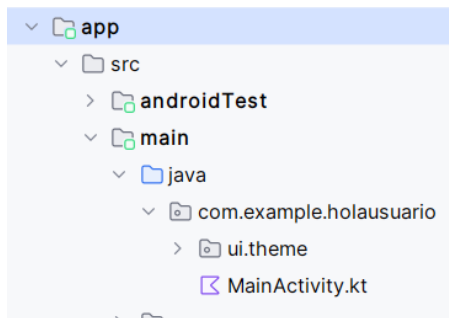 app
src
androidTest
main
java
com.example.holausuario
ui.theme
MainActivity.kt